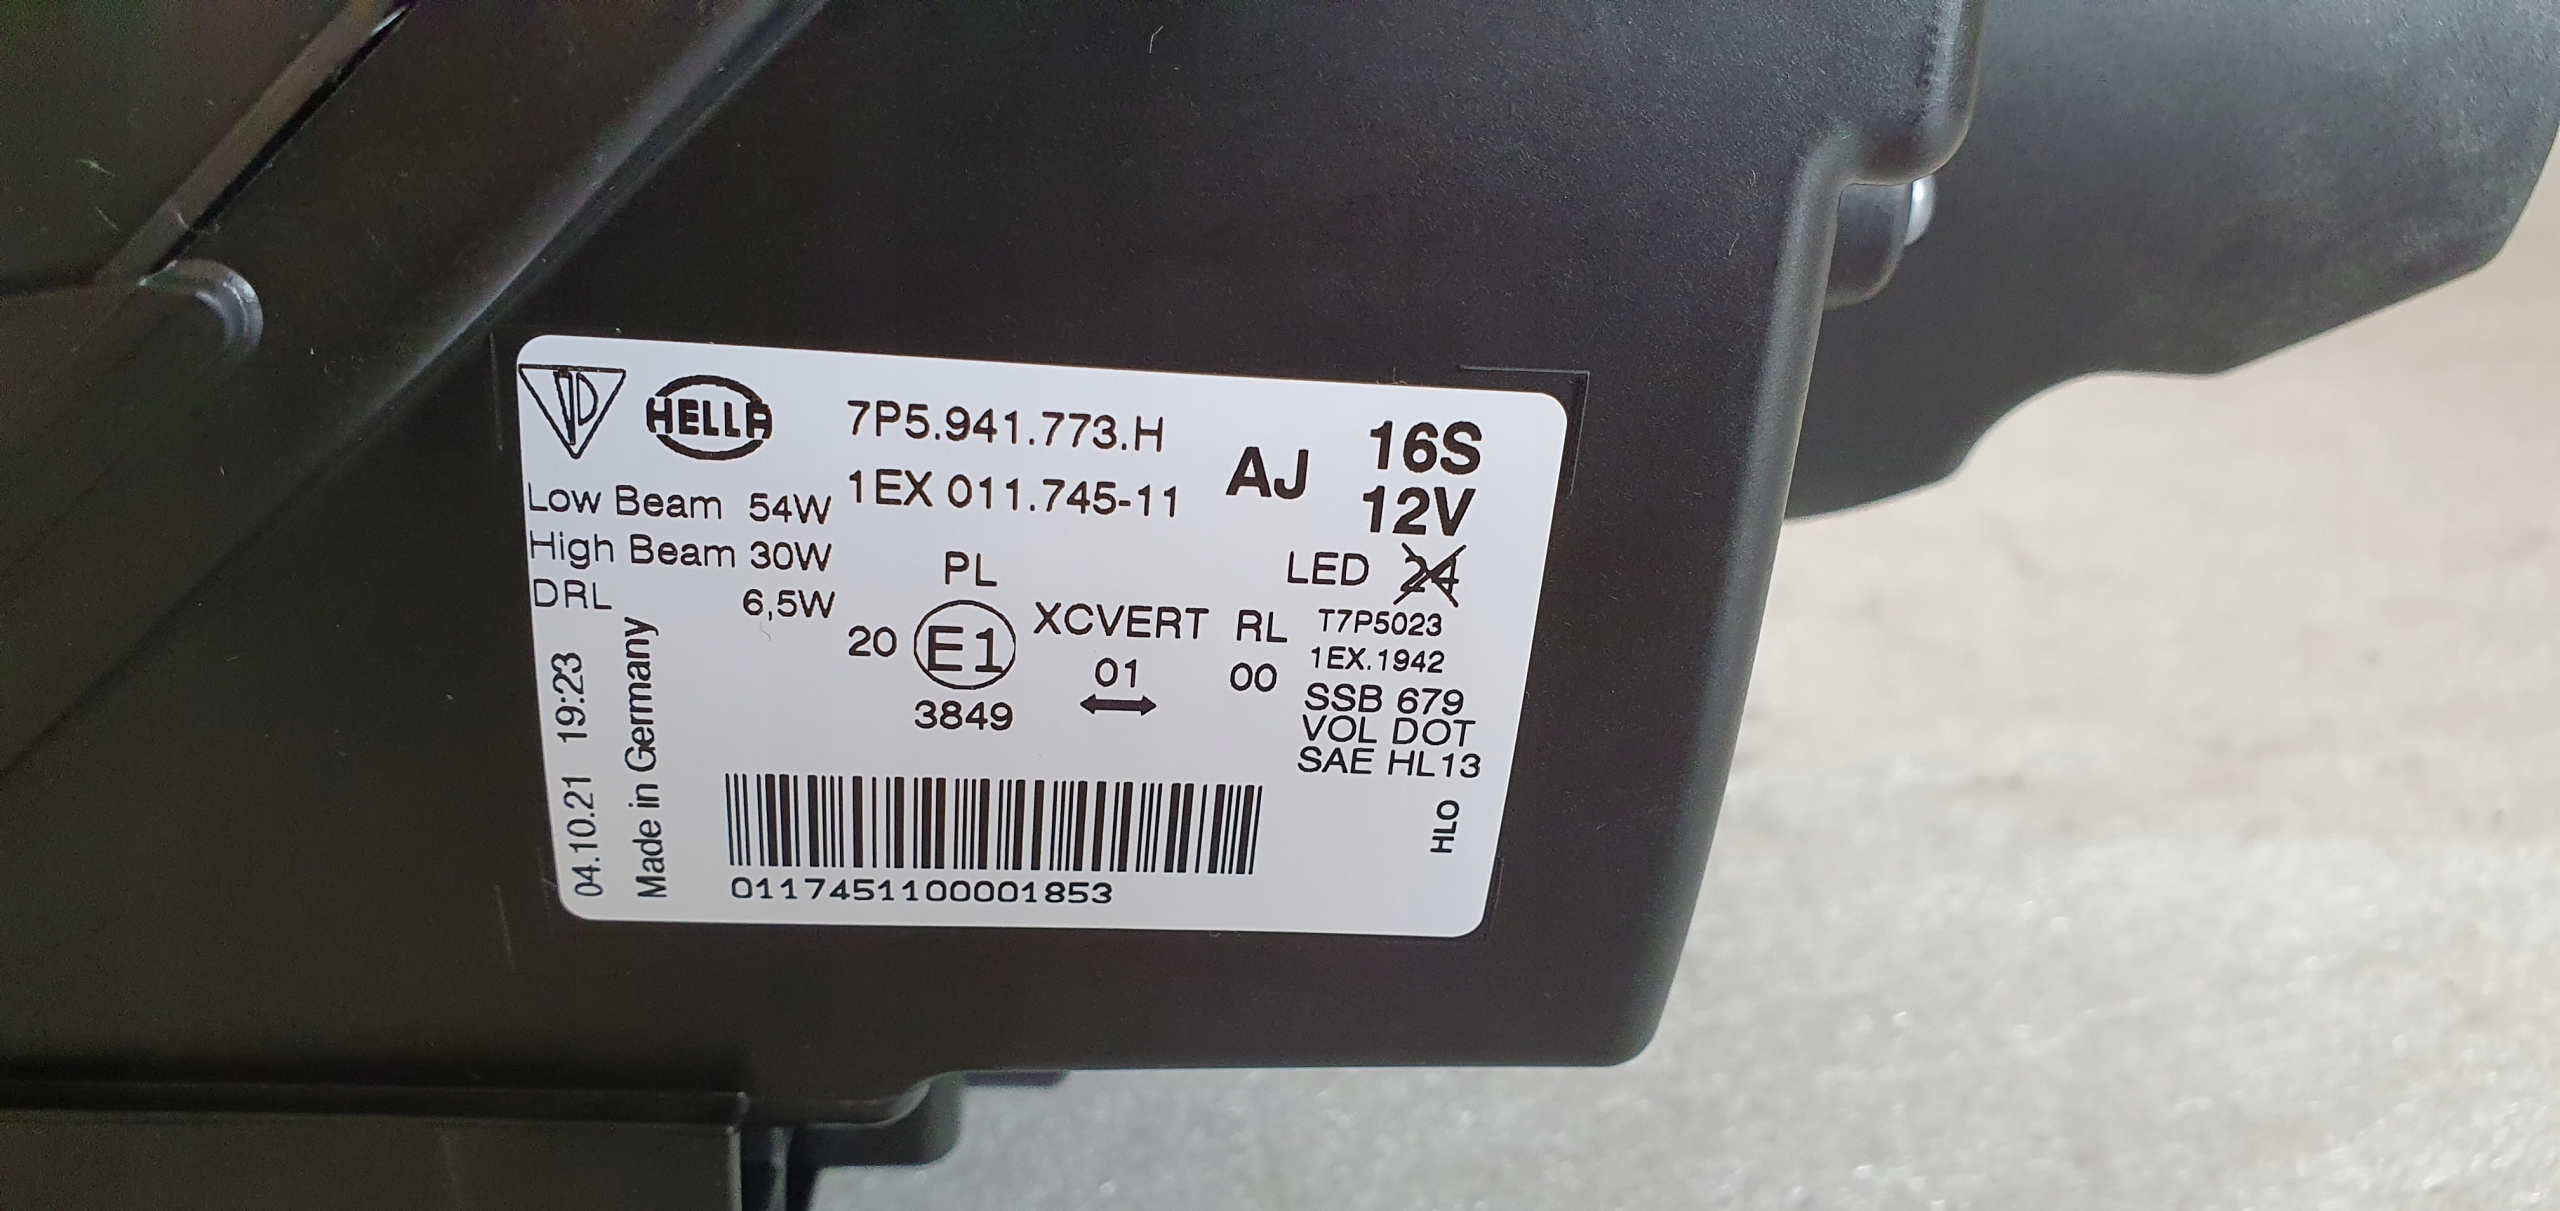 HELLA
7P5.941.773.H
1EX 011.745-11
AJ
16S
12V
Low Beam 54W
High Beam 30W
DRL 6,5W
PL
LED 24
20 E1 XCVERT RL
3849 01 00
T7P5023
1EX.1942
SSB 679
VOL DOT
SAE HL13
HLO
04.10.21 19:23
Made in Germany
0117451100001853